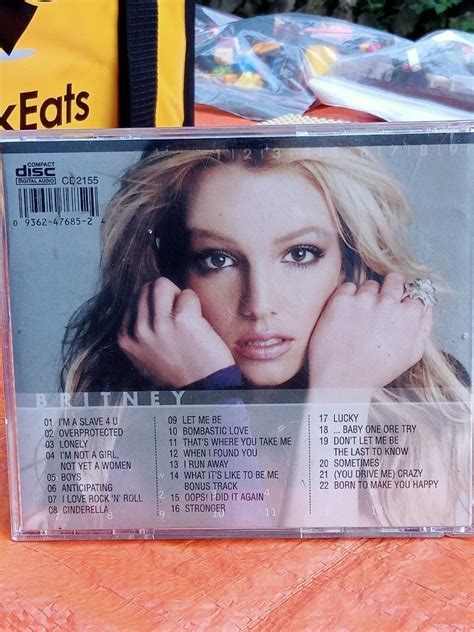 Eats
COMPACT
disc
DIGITAL AUDIO
CD2155
0 9362-47685-2 4
BRITNEY
01 I'M A SLAVE 4 U
02 OVERPROTECTED
03 LONELY
04 I'M NOT A GIRL,
NOT YET A WOMEN
05 BOYS
06 ANTICIPATING
07 I LOVE ROCK 'N' ROLL
08 CINDERELLA
09 LET ME BE
10 BOMBASTIC LOVE
11 THAT'S WHERE YOU TAKE ME
12 WHEN I FOUND YOU
13 I RUN AWAY
14 WHAT IT'S LIKE TO BE ME
BONUS TRACK
15 OOPS! I DID IT AGAIN
16 STRONGER
17 LUCKY
18 ... BABY ONE ORE TRY
19 DON'T LET ME BE
THE LAST TO KNOW
20 SOMETIMES
21 (YOU DRIVE ME) CRAZY
22 BORN TO MAKE YOU HAPPY